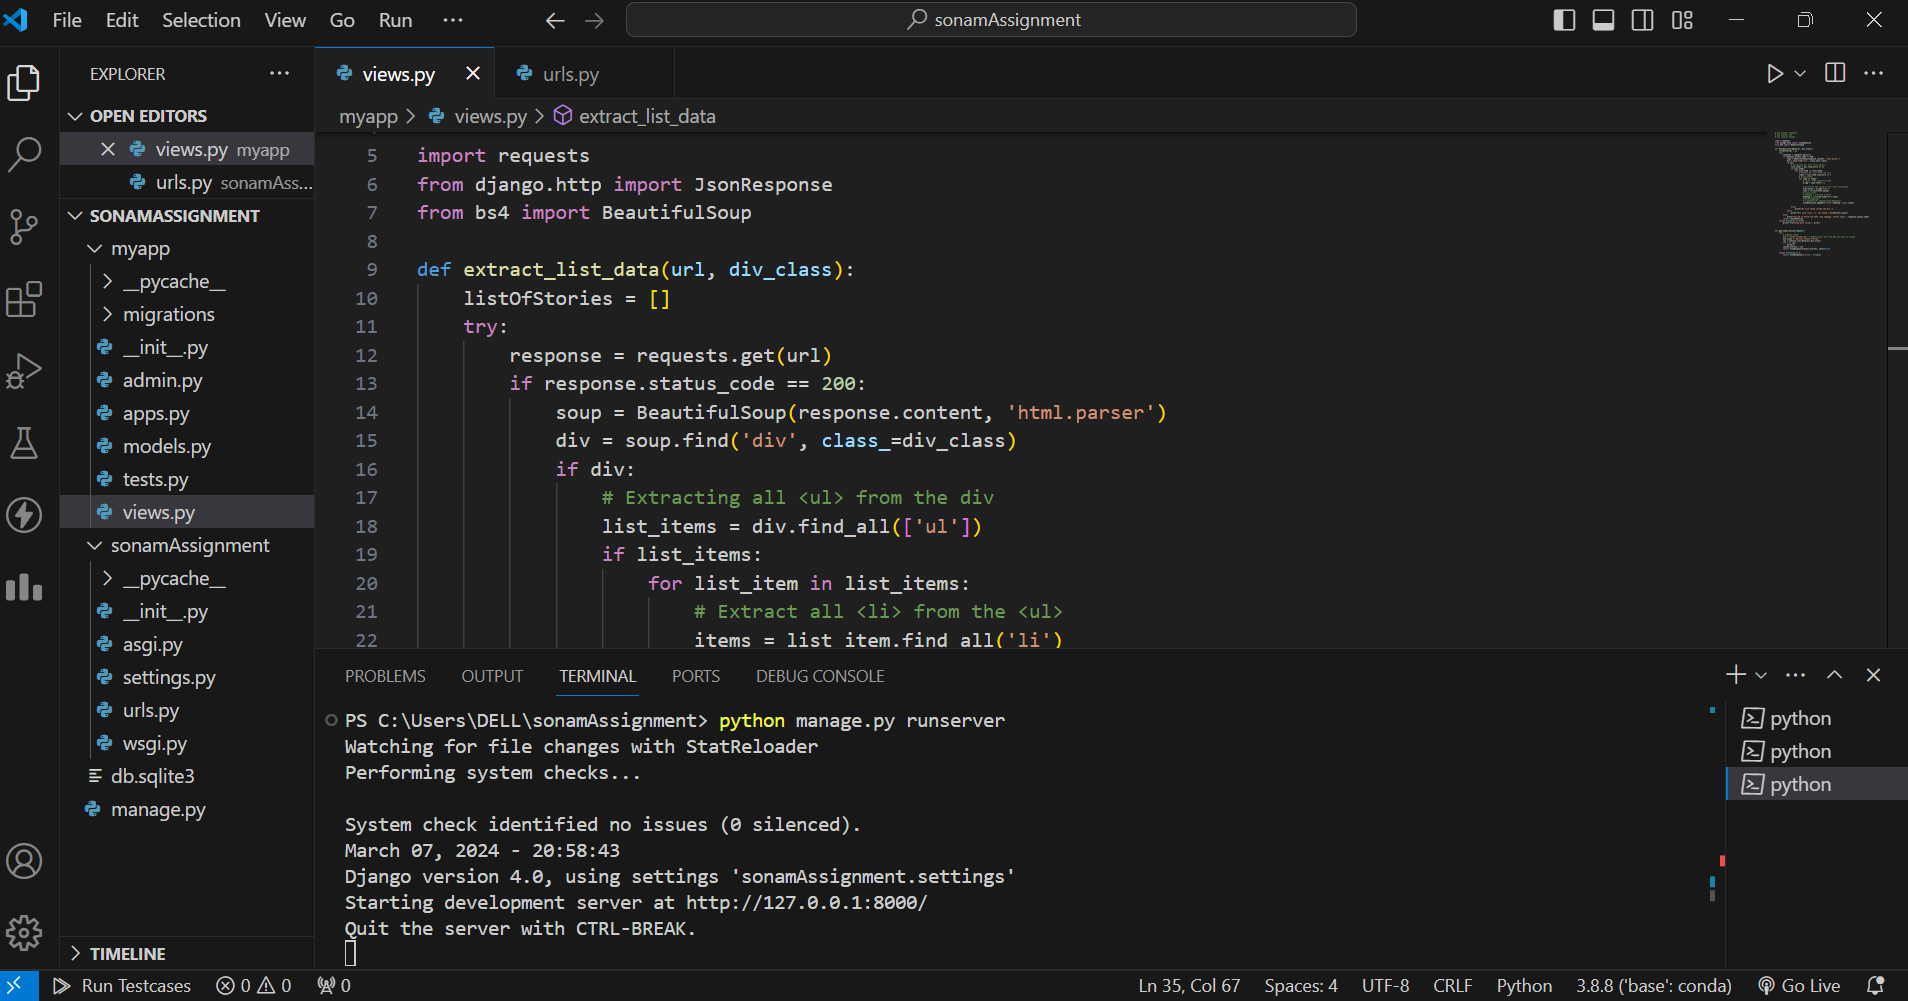 File Edit Selection View Go Run ···
sonamAssignment
EXPLORER ···
OPEN EDITORS
views.py myapp
urls.py sonamAss...
SONAMASSIGNMENT
myapp
__pycache__
migrations
__init__.py
admin.py
apps.py
models.py
tests.py
views.py
sonamAssignment
__pycache__
__init__.py
asgi.py
settings.py
urls.py
wsgi.py
db.sqlite3
manage.py
TIMELINE
views.py
urls.py
myapp > views.py > extract_list_data
5 import requests
6 from django.http import JsonResponse
7 from bs4 import BeautifulSoup
8
9 def extract_list_data(url, div_class):
10 listOfStories = []
11 try:
12 response = requests.get(url)
13 if response.status_code == 200:
14 soup = BeautifulSoup(response.content, 'html.parser')
15 div = soup.find('div', class_=div_class)
16 if div:
17 # Extracting all <ul> from the div
18 list_items = div.find_all(['ul'])
19 if list_items:
20 for list_item in list_items:
21 # Extract all <li> from the <ul>
22 items = list_item.find_all('li')
PROBLEMS OUTPUT TERMINAL PORTS DEBUG CONSOLE
PS C:\Users\DELL\sonamAssignment> python manage.py runserver
Watching for file changes with StatReloader
Performing system checks...
System check identified no issues (0 silenced).
March 07, 2024 - 20:58:43
Django version 4.0, using settings 'sonamAssignment.settings'
Starting development server at http://127.0.0.1:8000/
Quit the server with CTRL-BREAK.
python
python
python
Run Testcases 0 0 0
Ln 35, Col 67 Spaces: 4 UTF-8 CRLF Python 3.8.8 ('base': conda) Go Live